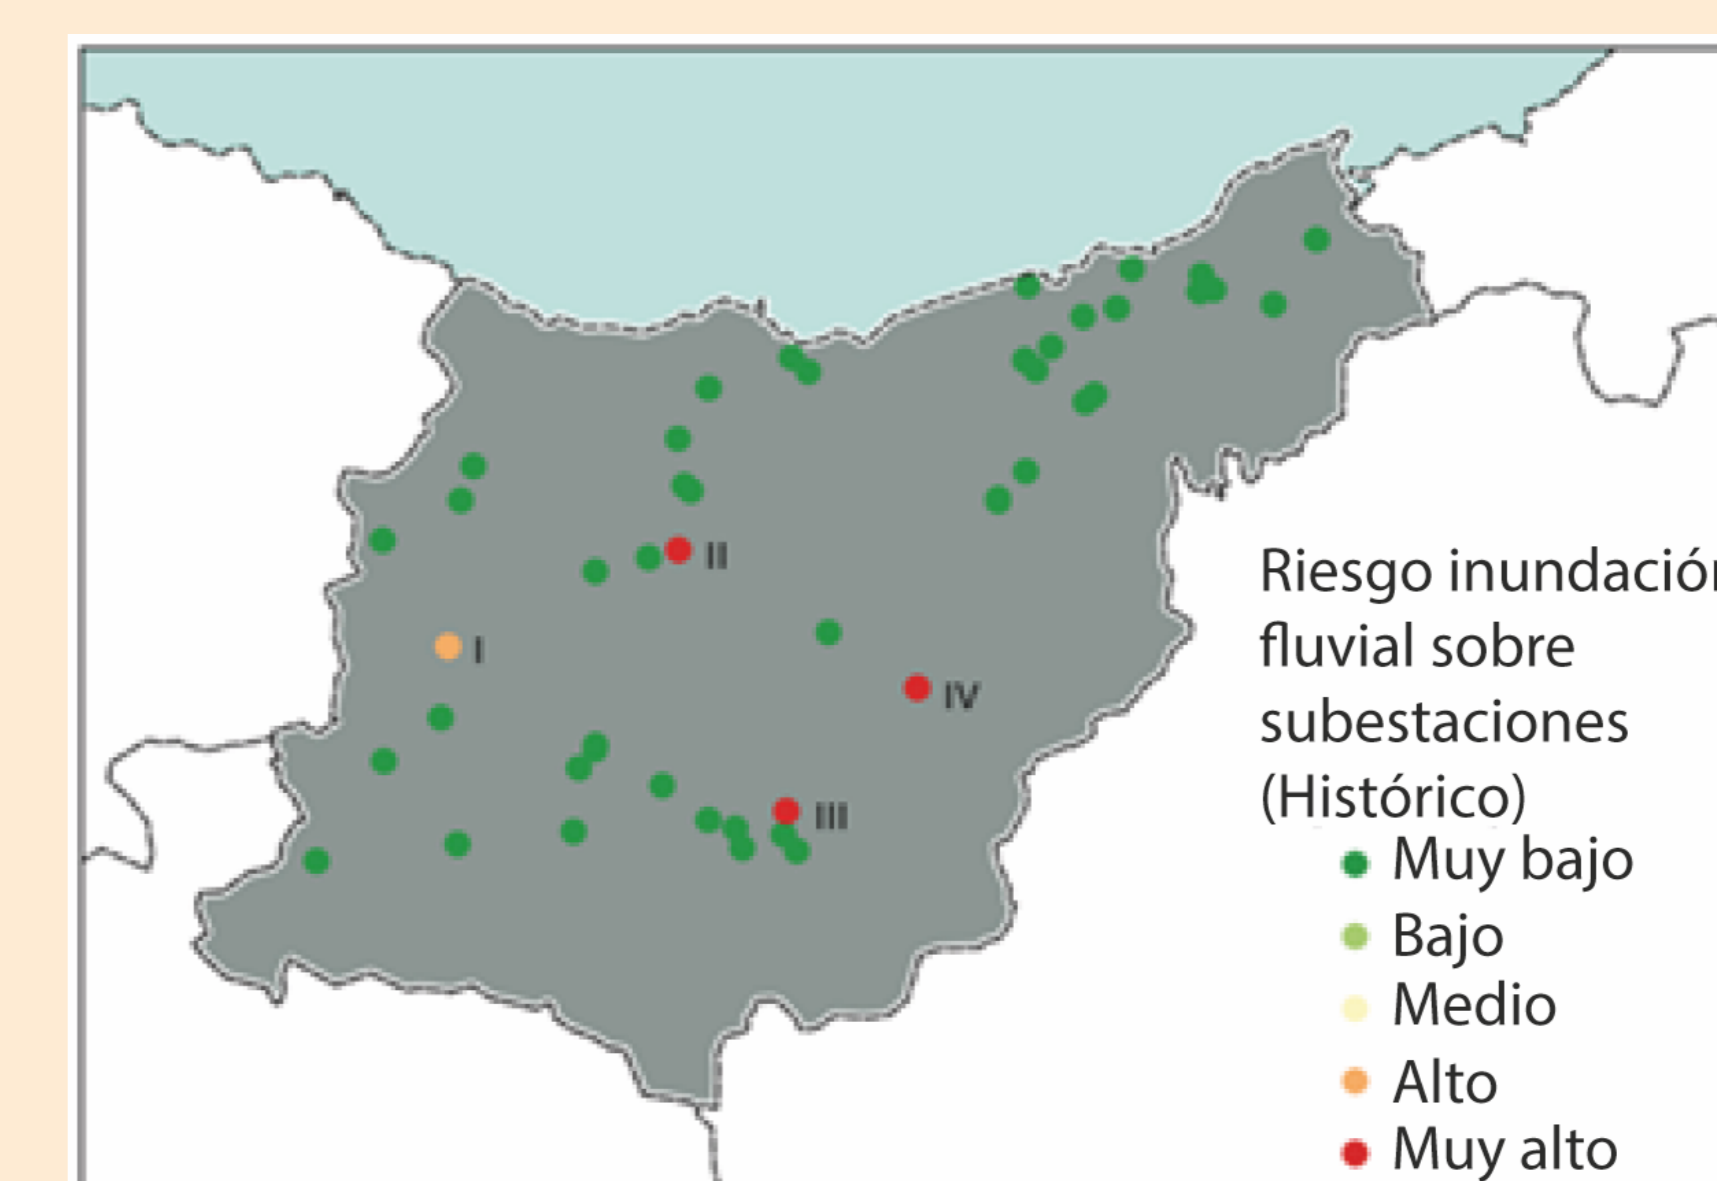 II
I
IV
III
Riesgo inundación
fluvial sobre
subestaciones
(Histórico)
Muy bajo
Bajo
Medio
Alto
Muy alto